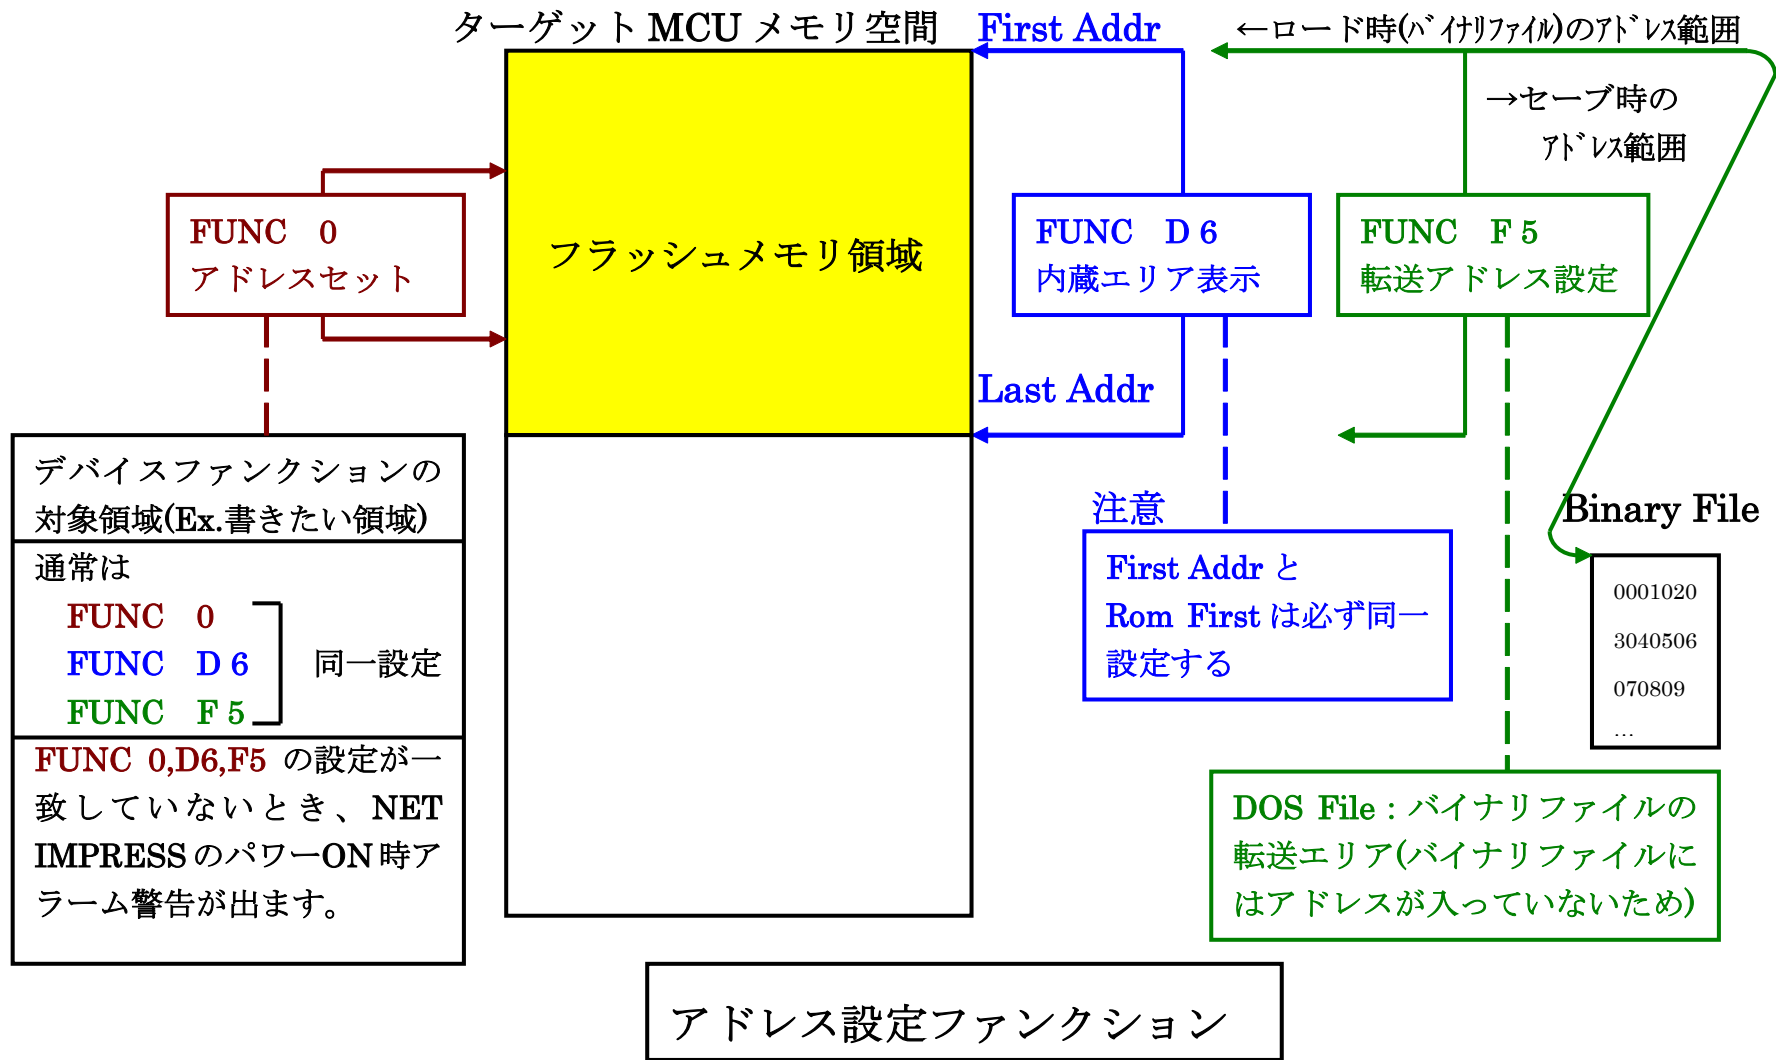 ターゲット MCU メモリ空間
First Addr
←ロード時(ﾊﾞｲﾅﾘﾌｧｲﾙ)のｱﾄﾞﾚｽ範囲
→セーブ時の
ｱﾄﾞﾚｽ範囲
FUNC 0
アドレスセット
フラッシュメモリ領域
FUNC D 6
内蔵エリア表示
FUNC F 5
転送アドレス設定
Last Addr
デバイスファンクションの
対象領域(Ex.書きたい領域)
通常は
FUNC 0
FUNC D 6
FUNC F 5
同一設定
FUNC 0,D6,F5 の設定が一
致していないとき、NET
IMPRESS のパワーON 時ア
ラーム警告が出ます。
注意
First Addr と
Rom First は必ず同一
設定する
Binary File
0001020
3040506
070809
…
DOS File：バイナリファイルの
転送エリア(バイナリファイルに
はアドレスが入っていないため)
アドレス設定ファンクション